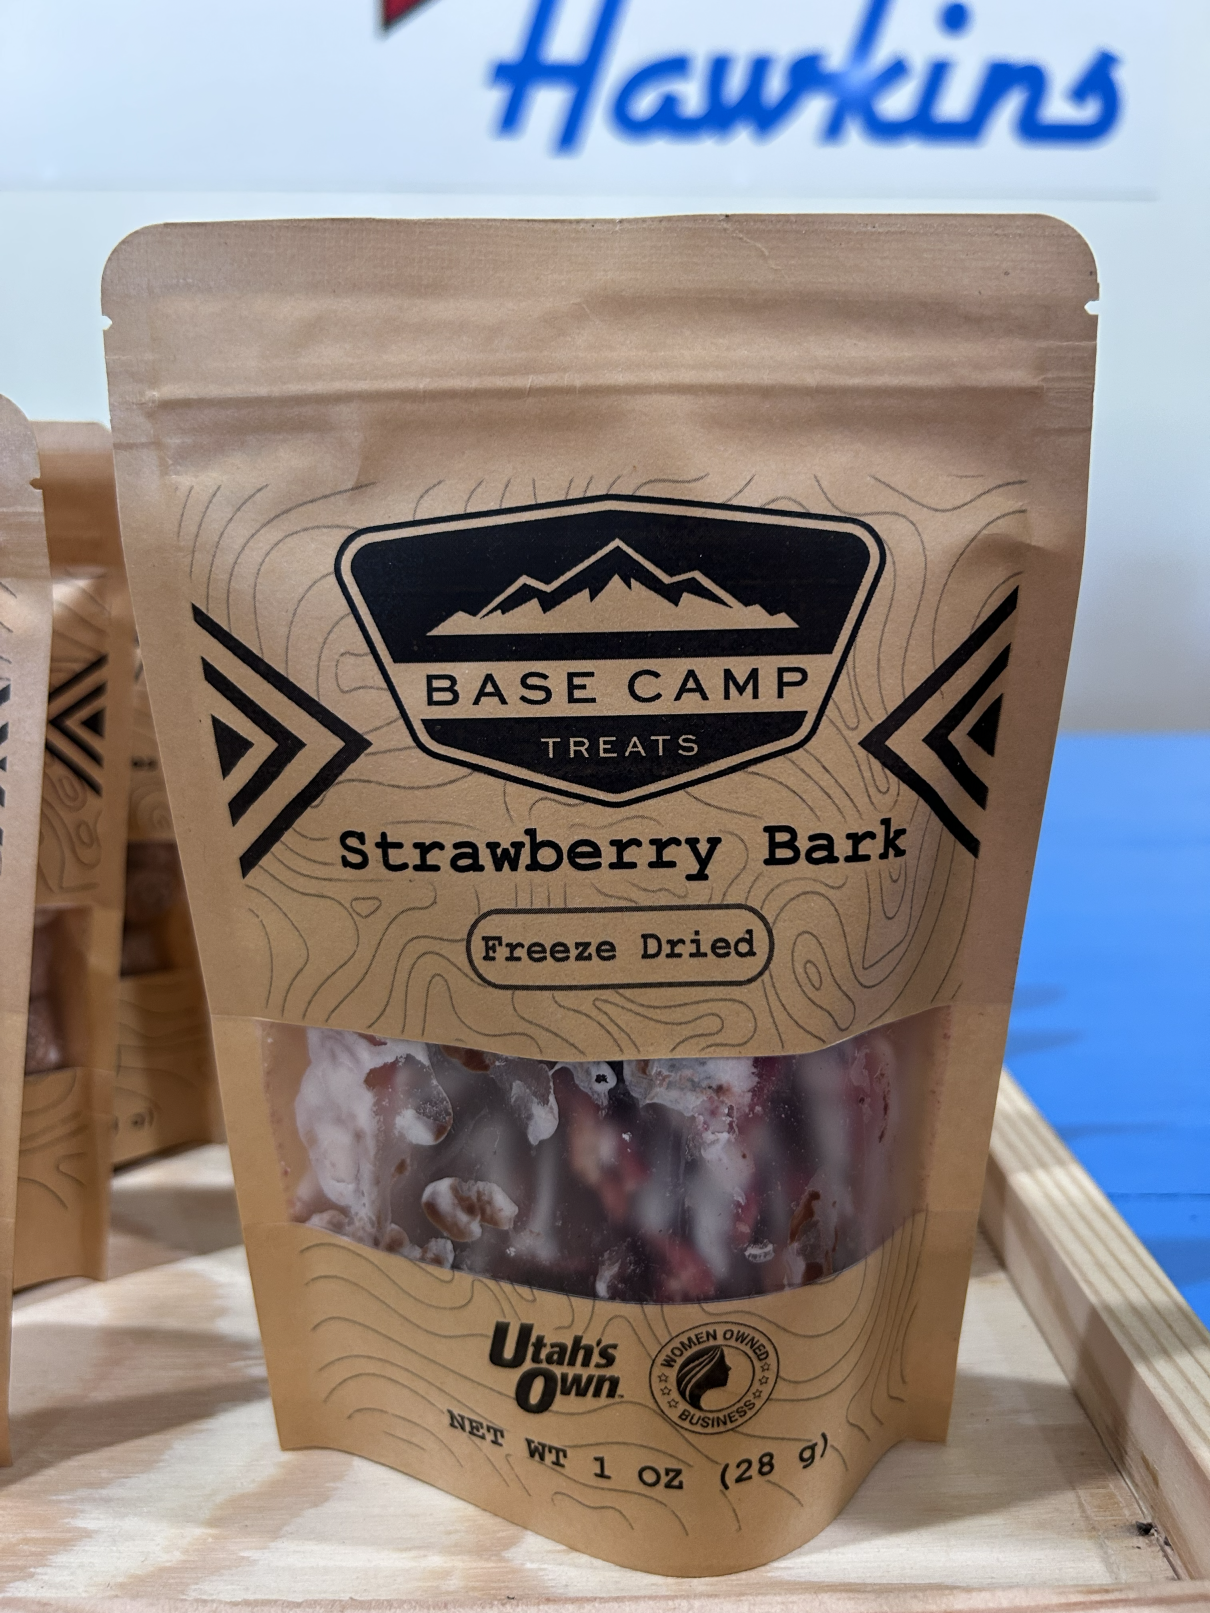 Hawkins
BASE CAMP
TREATS
Strawberry Bark
Freeze Dried
Utah's
Own
WOMEN OWNED
BUSINESS
NET WT 1 OZ (28 g)